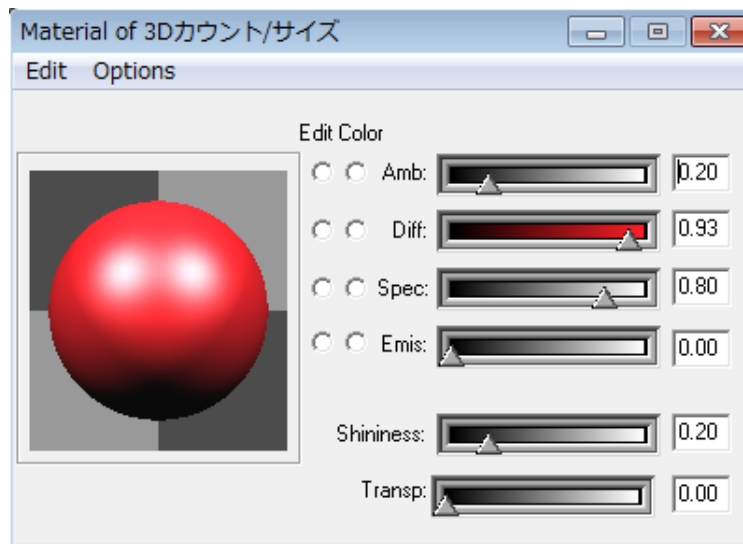 Material of 3Dカウント/サイズ
Edit Options
Edit Color
Amb: 0.20
Diff: 0.93
Spec: 0.80
Emis: 0.00
Shininess: 0.20
Transp: 0.00